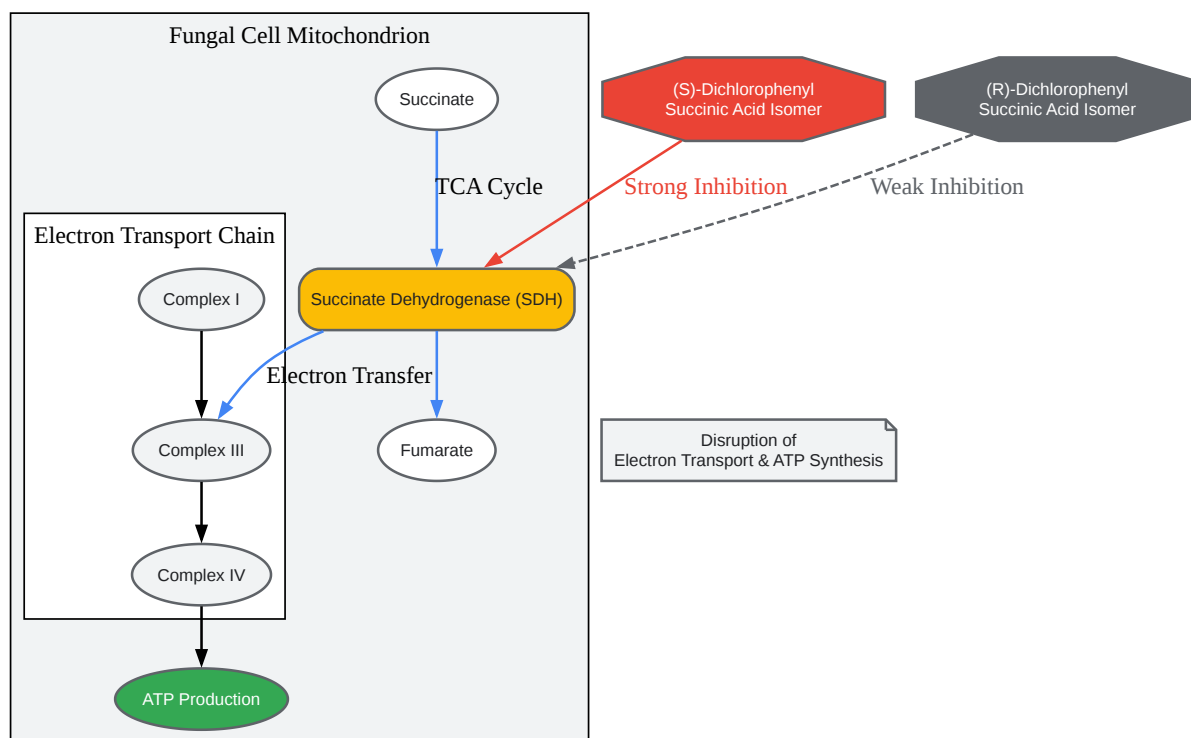 Fungal Cell Mitochondrion
Succinate
(S)-Dichlorophenyl
Succinic Acid Isomer
(R)-Dichlorophenyl
Succinic Acid Isomer
TCA Cycle
Strong Inhibition
Weak Inhibition
Electron Transport Chain
Complex I
Succinate Dehydrogenase (SDH)
Electron Transfer
Complex III
Fumarate
Disruption of
Electron Transport & ATP Synthesis
Complex IV
ATP Production